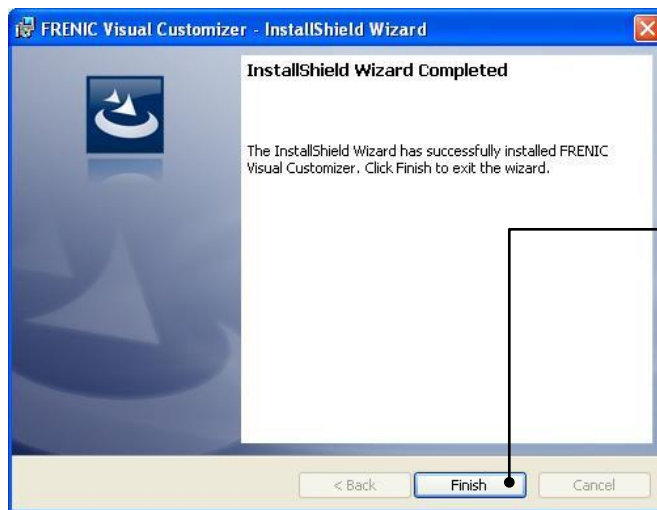 FRENIC Visual Customizer - InstallShield Wizard
InstallShield Wizard Completed
The InstallShield Wizard has successfully installed FRENIC
Visual Customizer. Click Finish to exit the wizard.
< Back
Finish
Cancel